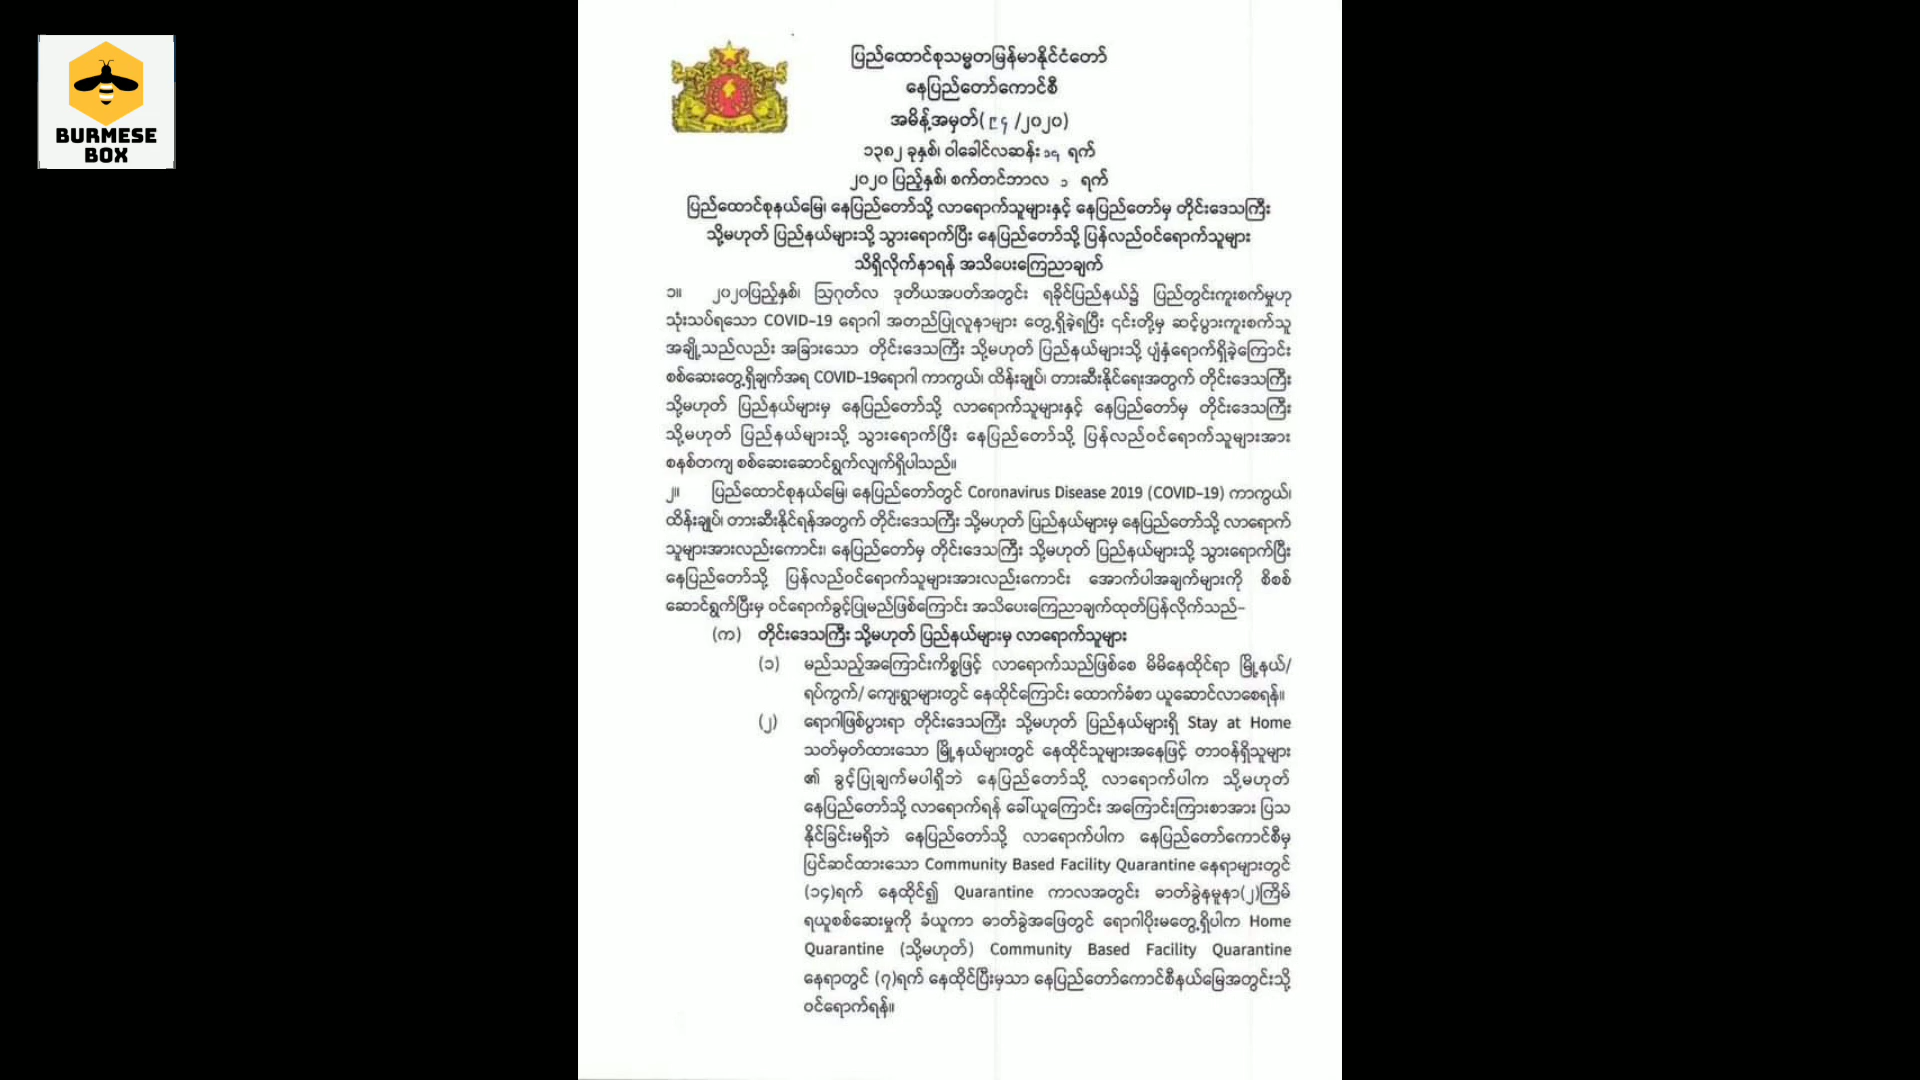 BURMESE
BOX
ပြည်ထောင်စုသမ္မတမြန်မာနိုင်ငံတော်
နေပြည်တော်ကောင်စီ
အမိန့်အမှတ်( /၂၀၂၀)
၁၃၈၂ ခုနှစ်၊ ဝါခေါင်လဆန်း ၁၄ ရက်
၂၀၂၀ ပြည့်နှစ်၊ စက်တင်ဘာလ ၁ ရက်
ပြည်ထောင်စုနယ်မြေ၊ နေပြည်တော်သို့ လာရောက်သူများနှင့် နေပြည်တော်မှ တိုင်းဒေသကြီး
သို့မဟုတ် ပြည်နယ်များသို့ သွားရောက်ပြီး နေပြည်တော်သို့ ပြန်လည်ဝင်ရောက်သူများ
သိရှိလိုက်နာရန် အသိပေးကြေညာချက်
၁။ ၂၀၂၀ပြည့်နှစ်၊ ဩဂုတ်လ ဒုတိယအပတ်အတွင်း ရခိုင်ပြည်နယ်၌ ပြည်တွင်းကူးစက်မှုဟု
သုံးသပ်ရသော COVID-19 ရောဂါ အတည်ပြုလူနာများ တွေ့ရှိခဲ့ရပြီး ၎င်းတို့မှ ဆင့်ပွားကူးစက်သူ
အချို့သည်လည်း အခြားသော တိုင်းဒေသကြီး သို့မဟုတ် ပြည်နယ်များသို့ ပျံ့နှံ့ရောက်ရှိခဲ့ကြောင်း
စစ်ဆေးတွေ့ရှိချက်အရ COVID-19ရောဂါ ကာကွယ်၊ ထိန်းချုပ်၊ တားဆီးနိုင်ရေးအတွက် တိုင်းဒေသကြီး
သို့မဟုတ် ပြည်နယ်များမှ နေပြည်တော်သို့ လာရောက်သူများနှင့် နေပြည်တော်မှ တိုင်းဒေသကြီး
သို့မဟုတ် ပြည်နယ်များသို့ သွားရောက်ပြီး နေပြည်တော်သို့ ပြန်လည်ဝင်ရောက်သူများအား
စနစ်တကျ စစ်ဆေးဆောင်ရွက်လျက်ရှိပါသည်။
၂။ ပြည်ထောင်စုနယ်မြေ၊ နေပြည်တော်တွင် Coronavirus Disease 2019 (COVID-19) ကာကွယ်၊
ထိန်းချုပ်၊ တားဆီးနိုင်ရန်အတွက် တိုင်းဒေသကြီး သို့မဟုတ် ပြည်နယ်များမှ နေပြည်တော်သို့ လာရောက်
သူများအားလည်းကောင်း၊ နေပြည်တော်မှ တိုင်းဒေသကြီး သို့မဟုတ် ပြည်နယ်များသို့ သွားရောက်ပြီး
နေပြည်တော်သို့ ပြန်လည်ဝင်ရောက်သူများအားလည်းကောင်း အောက်ပါအချက်များကို စိစစ်
ဆောင်ရွက်ပြီးမှ ဝင်ရောက်ခွင့်ပြုမည်ဖြစ်ကြောင်း အသိပေးကြေညာချက်ထုတ်ပြန်လိုက်သည်-
(က) တိုင်းဒေသကြီး သို့မဟုတ် ပြည်နယ်များမှ လာရောက်သူများ
(၁) မည်သည့်အကြောင်းကိစ္စဖြင့် လာရောက်သည်ဖြစ်စေ မိမိနေထိုင်ရာ မြို့နယ်/
ရပ်ကွက်/ ကျေးရွာများတွင် နေထိုင်ကြောင်း ထောက်ခံစာ ယူဆောင်လာစေရန်။
(၂) ရောဂါဖြစ်ပွားရာ တိုင်းဒေသကြီး သို့မဟုတ် ပြည်နယ်များရှိ Stay at Home
သတ်မှတ်ထားသော မြို့နယ်များတွင် နေထိုင်သူများအနေဖြင့် တာဝန်ရှိသူများ
၏ ခွင့်ပြုချက်မပါရှိဘဲ နေပြည်တော်သို့ လာရောက်ပါက သို့မဟုတ်
နေပြည်တော်သို့ လာရောက်ရန် ခေါ်ယူကြောင်း အကြောင်းကြားစာအား ပြသ
နိုင်ခြင်းမရှိဘဲ နေပြည်တော်သို့ လာရောက်ပါက နေပြည်တော်ကောင်စီမှ
ပြင်ဆင်ထားသော Community Based Facility Quarantine နေရာများတွင်
(၁၄)ရက် နေထိုင်၍ Quarantine ကာလအတွင်း ဓာတ်ခွဲနမူနာ(၂)ကြိမ်
ရယူစစ်ဆေးမှုကို ခံယူကာ ဓာတ်ခွဲအဖြေတွင် ရောဂါပိုးမတွေ့ရှိပါက Home
Quarantine (သို့မဟုတ်) Community Based Facility Quarantine
နေရာတွင် (၇)ရက် နေထိုင်ပြီးမှသာ နေပြည်တော်ကောင်စီနယ်မြေအတွင်းသို့
ဝင်ရောက်ရန်။